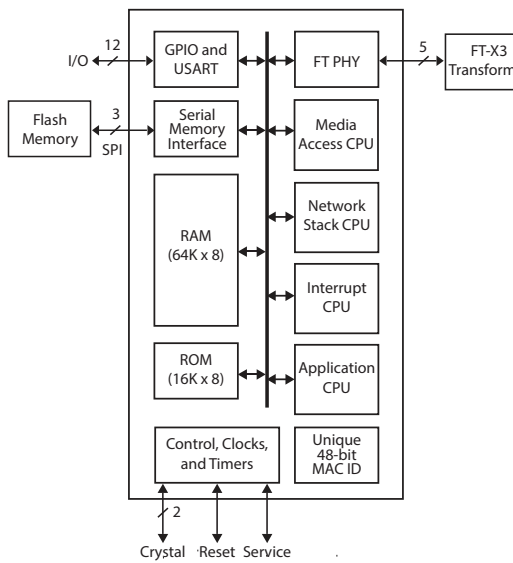 12
I/O
GPIO and
USART
FT PHY
5
FT-X3
Flash
Memory
3
SPI
Serial
Memory
Interface
Media
Access CPU
RAM
(64K x 8)
Network
Stack CPU
Interrupt
CPU
ROM
(16K x 8)
Application
CPU
Control, Clocks,
and Timers
Unique
48-bit
MAC ID
2
Crystal
Reset
Service